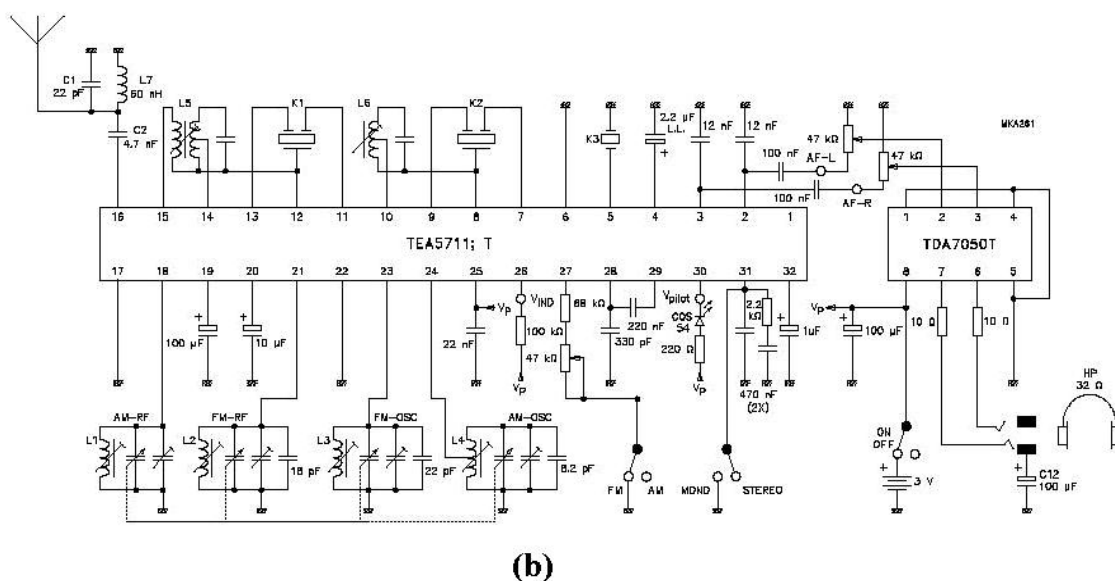 C1
22 pF
L7
60 nH
C2
4.7 nF
L5
K1
L6
K2
K3
2.2 µF
L.L.
+
12 nF
12 nF
100 nF
AF-L
100 nF
AF-R
47 kΩ
47 kΩ
MKA261
16 15 14 13 12 11 10 9 8 7 6 5 4 3 2 1
TEA5711; T
17 18 19 20 21 22 23 24 25 26 27 28 29 30 31 32
1 2 3 4
TDA7050T
8 7 6 5
+
100 µF
+
10 µF
22 nF
VP
VIND
100 kΩ
VP
68 kΩ
47 kΩ
220 nF
330 pF
Vpilot
220 Ω
VP
2.2 kΩ
470 nF
(2X)
+
1uF
VP
+
100 µF
10 Ω
10 Ω
HP
32 Ω
AM-RF
L1
FM-RF
L2
18 pF
FM-OSC
L3
22 pF
AM-OSC
L4
8.2 pF
FM AM
MONO STEREO
ON
OFF
+
3 V
+
C12
100 µF
(b)